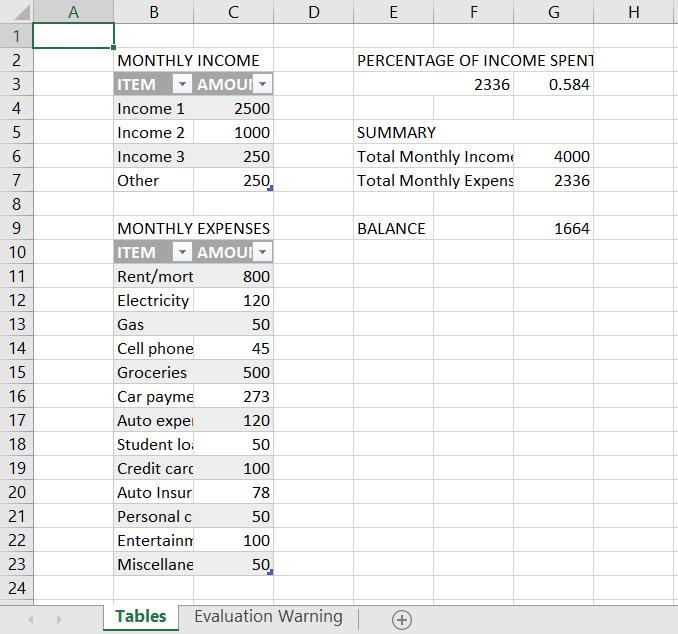 A B C D E F G H
1
2 MONTHLY INCOME PERCENTAGE OF INCOME SPENT
3 ITEM AMOU 2336 0.584
4 Income 1 2500
5 Income 2 1000 SUMMARY
6 Income 3 250 Total Monthly Income 4000
7 Other 250 Total Monthly Expens 2336
8
9 MONTHLY EXPENSES BALANCE 1664
10 ITEM AMOU
11 Rent/mort 800
12 Electricity 120
13 Gas 50
14 Cell phone 45
15 Groceries 500
16 Car payme 273
17 Auto expe 120
18 Student loa 50
19 Credit card 100
20 Auto Insur 78
21 Personal c 50
22 Entertainm 100
23 Miscellane 50
24
Tables Evaluation Warning